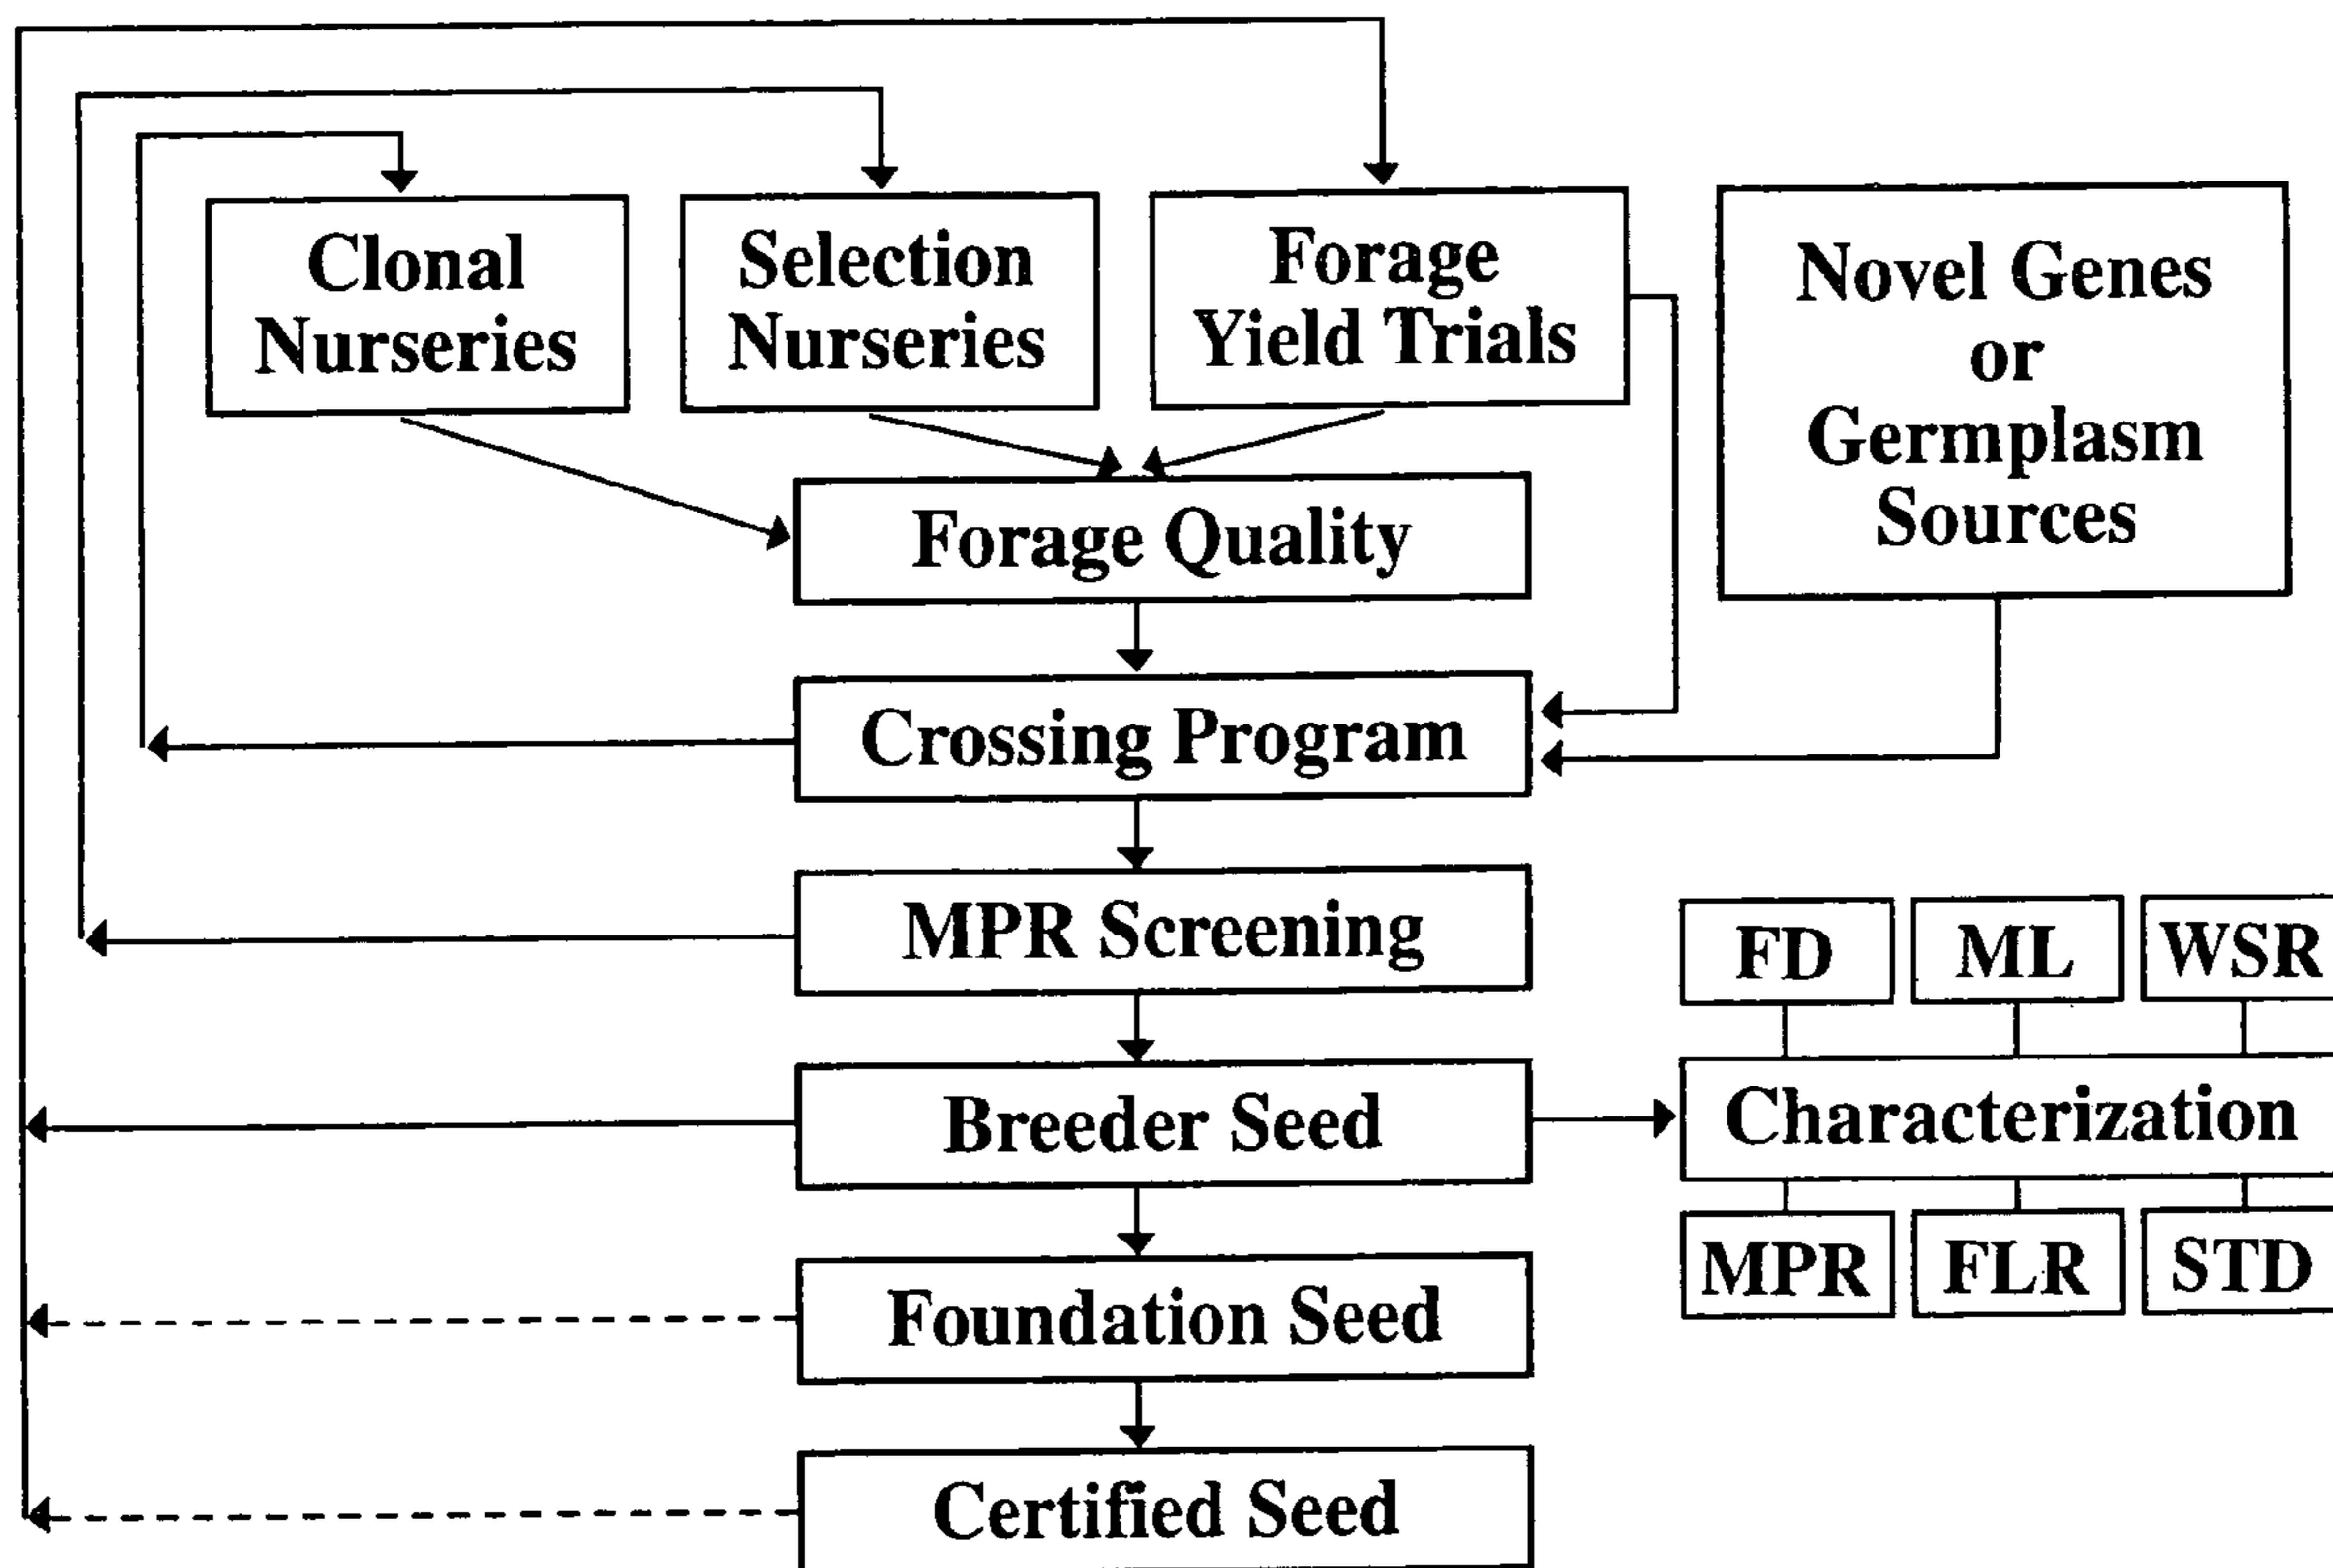 Clonal
Nurseries
Selection
Nurseries
Forage
Yield Trials
Novel Genes
or
Germplasm
Sources
Forage Quality
Crossing Program
MPR Screening
FD
ML
WSR
Breeder Seed
Characterization
Foundation Seed
MPR
FLR
STD
Certified Seed